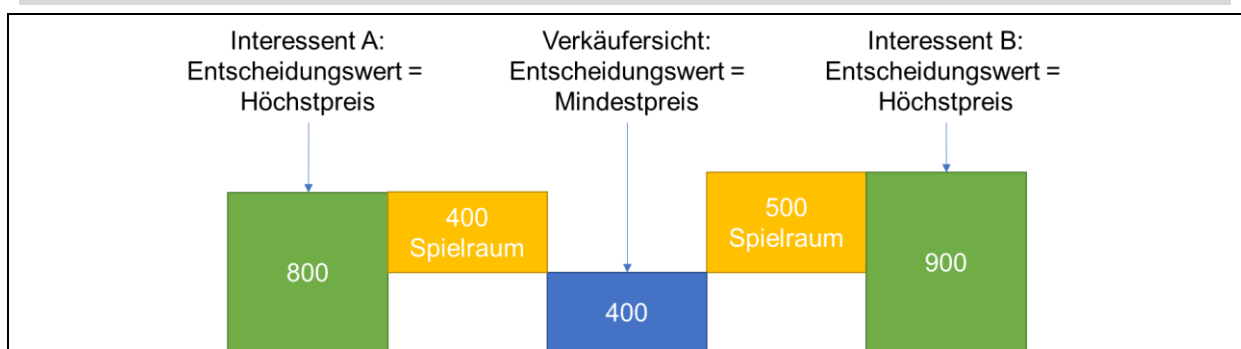 Interessent A:
Entscheidungswert =
Höchstpreis
Verkäufersicht:
Entscheidungswert =
Mindestpreis
Interessent B:
Entscheidungswert =
Höchstpreis
800
400
Spielraum
400
500
Spielraum
900